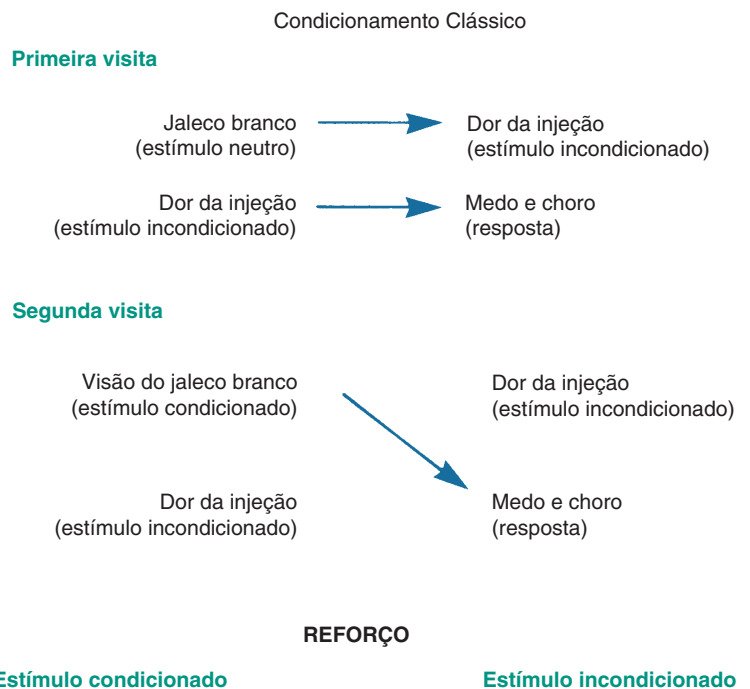 Condicionamento Clássico
Primeira visita
Jaleco branco
(estímulo neutro)
Dor da injeção
(estímulo incondicionado)
Dor da injeção
(estímulo incondicionado)
Medo e choro
(resposta)
Segunda visita
Visão do jaleco branco
(estímulo condicionado)
Dor da injeção
(estímulo incondicionado)
Dor da injeção
(estímulo incondicionado)
Medo e choro
(resposta)
REFORÇO
Estímulo condicionado
Estímulo incondicionado